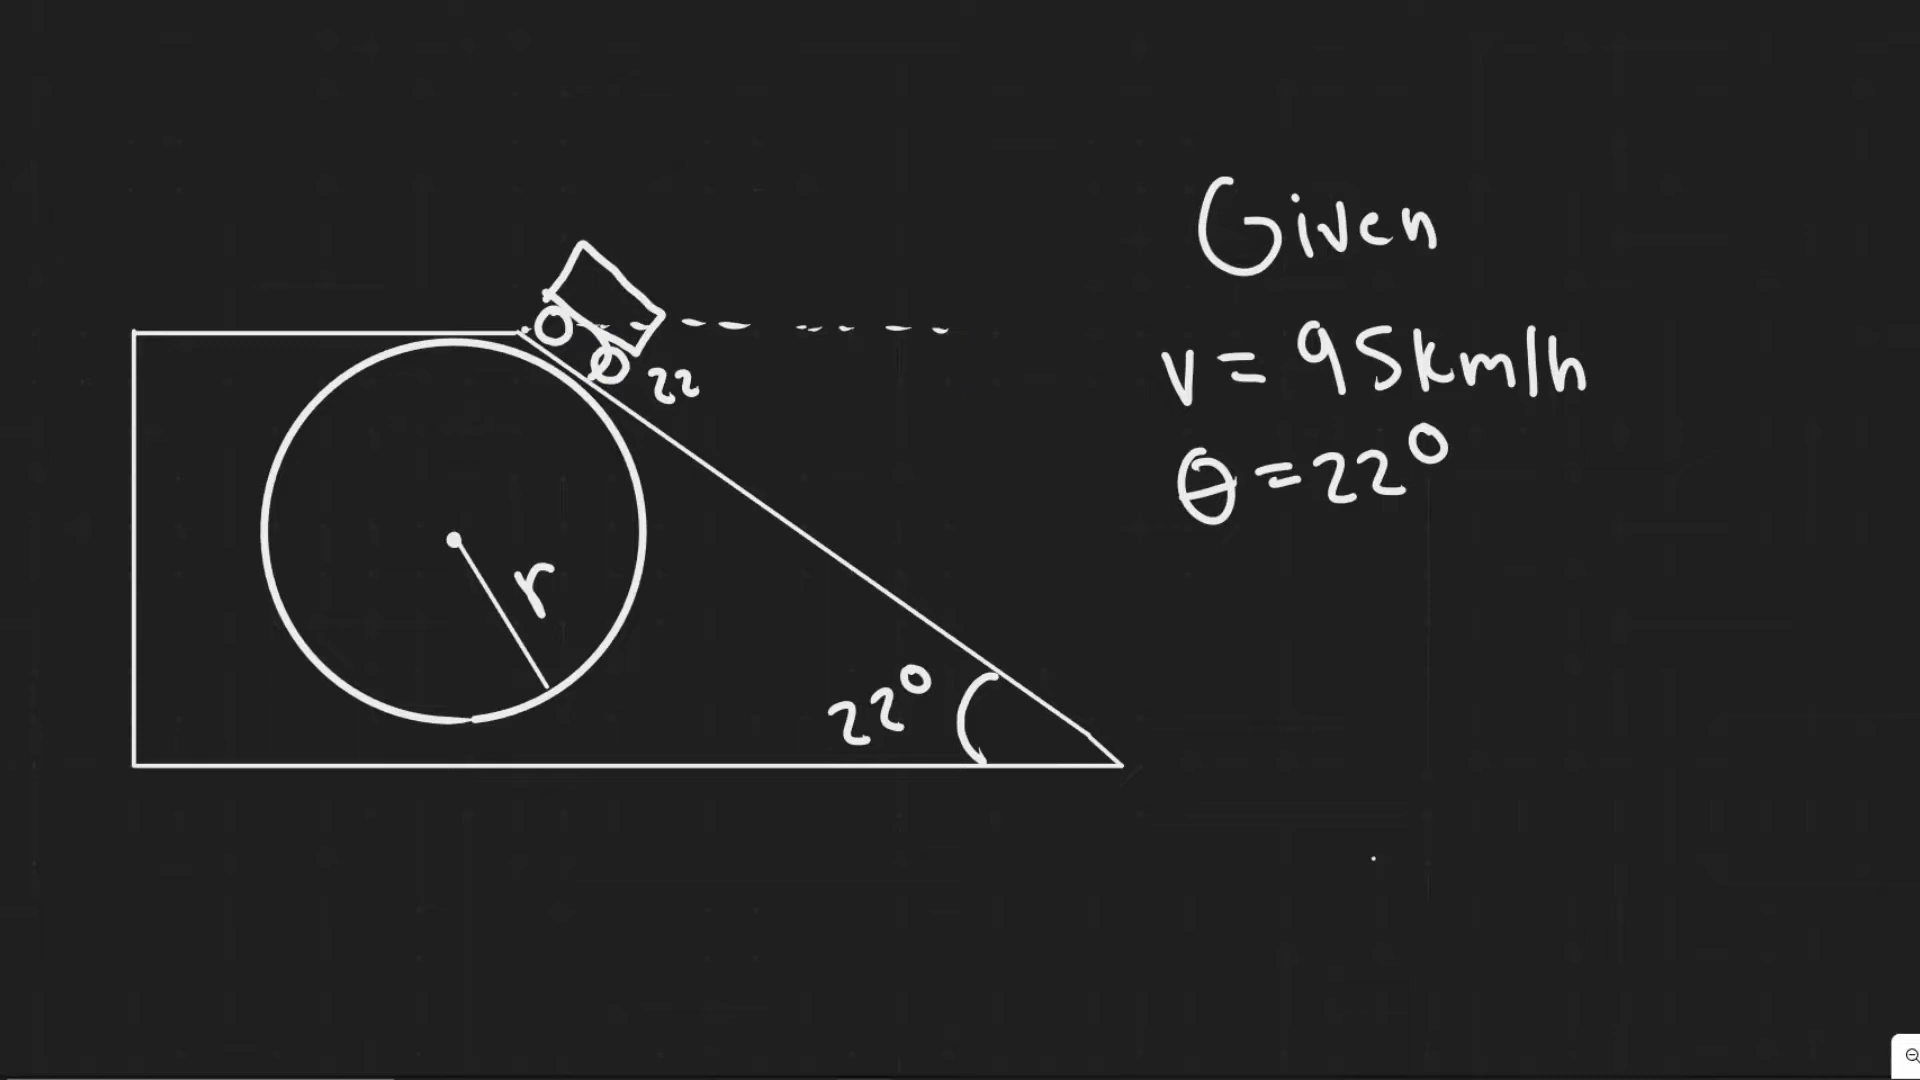 Given
v = 95km/h
θ = 22°
22
r
22°